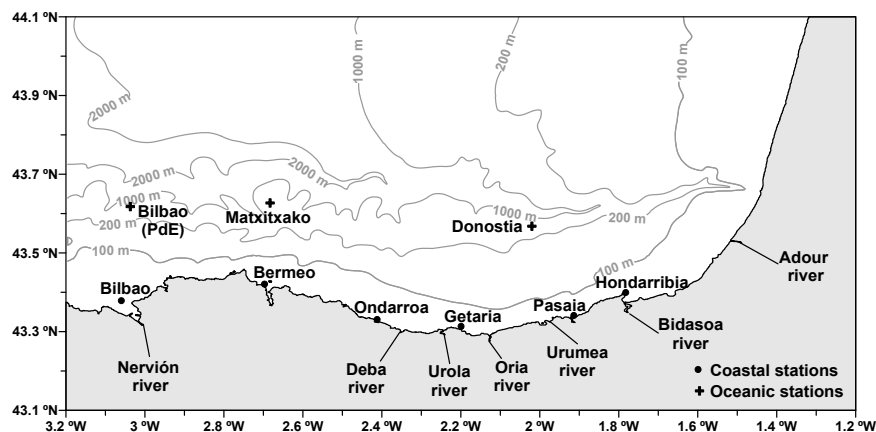 44.1 ºN
43.9 ºN
43.7 ºN
43.5 ºN
43.3 ºN
43.1 ºN
3.2 ºW
3 ºW
2.8 ºW
2.6 ºW
2.4 ºW
2.2 ºW
2 ºW
1.8 ºW
1.6 ºW
1.4 ºW
1.2 ºW
2000 m
1000 m
200 m
100 m
2000 m
2000 m
1000 m
1000 m
200 m
200 m
100 m
100 m
Bilbao
(PdE)
Matxitxako
Donostia
Bilbao
Bermeo
Ondarroa
Getaria
Pasaia
Hondarribia
Adour
river
Nervión
river
Deba
river
Urola
river
Oria
river
Urumea
river
Bidasoa
river
Coastal stations
Oceanic stations